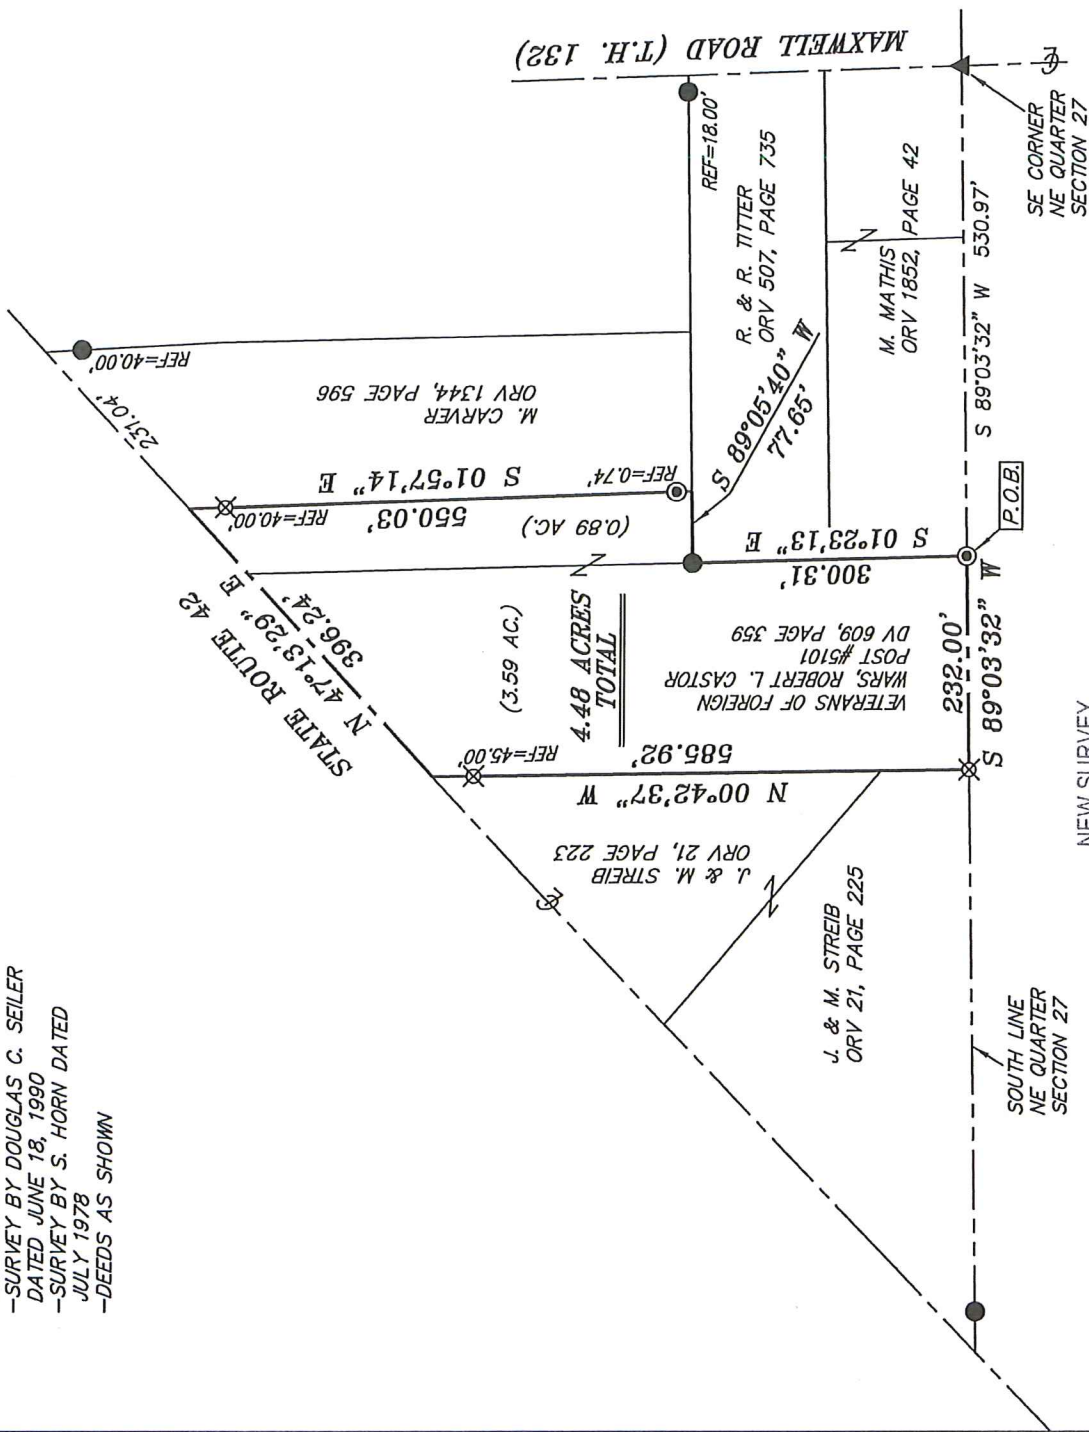 -SURVEY BY DOUGLAS C. SEILER
DATED JUNE 18, 1990
-SURVEY BY S. HORN DATED
JULY 1978
-DEEDS AS SHOWN
MAXWELL ROAD (T.H. 132)
231.04'
REF=40.00'
M. CARVER
ORV 1344, PAGE 596
REF=18.00'
R. & R. TITTER
ORV 507, PAGE 735
M. MATHIS
ORV 1852, PAGE 42
SE CORNER
NE QUARTER
SECTION 27
S 89°03'32" W 530.97'
P.O.B.
S 89°05'40" W
77.65'
S 01°57'14" E
550.03'
REF=0.74'
REF=40.00'
(0.89 AC.)
S 01°23'13" E
300.31'
STATE ROUTE 42
N 47°13'29" E
396.24'
(3.59 AC.)
4.48 ACRES
TOTAL
VETERANS OF FOREIGN
WARS, ROBERT L. CASTOR
POST #5101
DV 609, PAGE 359
232.00'
S 89°03'32" W
REF=45.00'
585.92'
N 00°42'37" W
J. & M. STREIB
ORV 21, PAGE 223
J. & M. STREIB
ORV 21, PAGE 225
SOUTH LINE
NE QUARTER
SECTION 27
NEW SURVEY